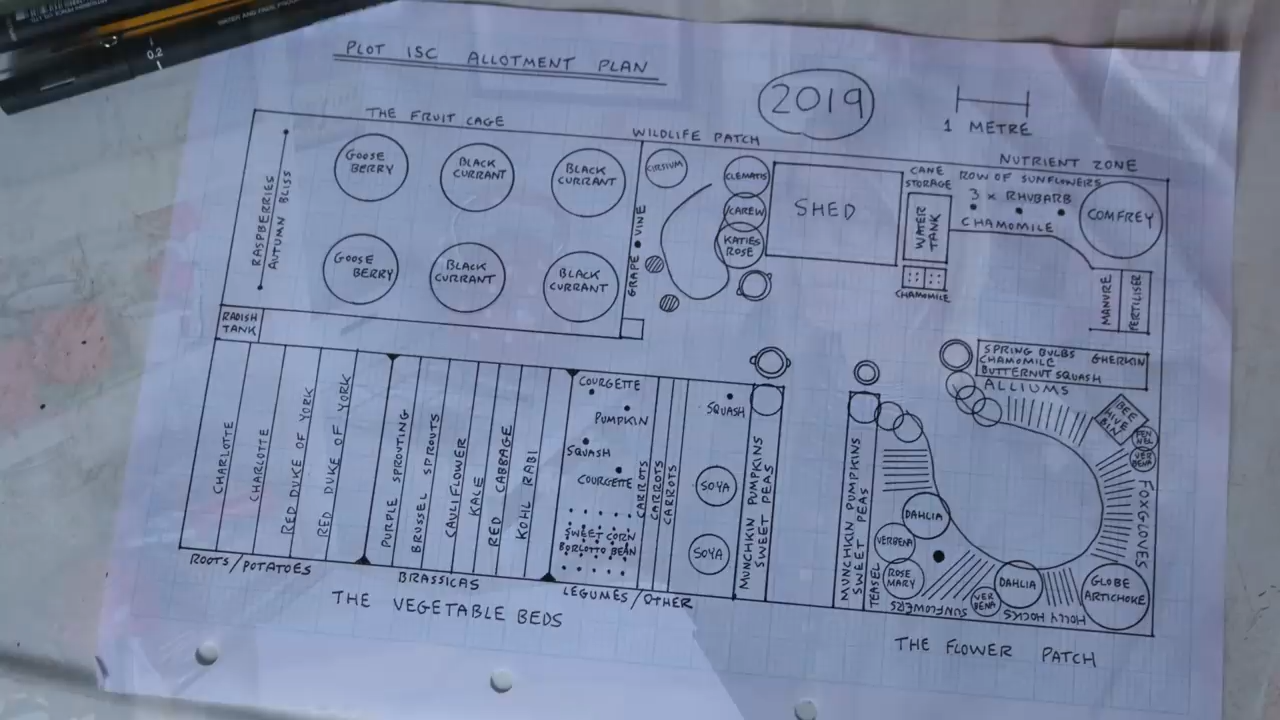 0.2
PLOT 15C ALLOTMENT PLAN
2019
1 METRE
THE FRUIT CAGE
RASPBERRIES
AUTUMN BLISS
GOOSE
BERRY
BLACK
CURRANT
BLACK
CURRANT
GOOSE
BERRY
BLACK
CURRANT
BLACK
CURRANT
GRAPE VINE
WILDLIFE PATCH
CIRSIUM
CLEMATIS
KAREW
KATIES
ROSE
SHED
CANE
STORAGE
WATER
TANK
CHAMOMILE
NUTRIENT ZONE
ROW OF SUNFLOWERS
3 x RHUBARB
CHAMOMILE
COMFREY
MANURE
FERTILISER
RADISH
TANK
CHARLOTTE
CHARLOTTE
RED DUKE OF YORK
RED DUKE OF YORK
PURPLE SPROUTING
BRUSSEL SPROUTS
CAULIFLOWER
KALE
RED CABBAGE
KOHL RABI
COURGETTE
PUMPKIN
SQUASH
COURGETTE
SWEET CORN
BORLOTTO BEAN
CARROTS
CARROTS
CARROTS
SQUASH
SOYA
SOYA
MUNCHKIN PUMPKINS
SWEET PEAS
ROOTS/POTATOES
BRASSICAS
LEGUMES/OTHER
THE VEGETABLE BEDS
SPRING BULBS GHERKIN
CHAMOMILE
BUTTERNUT SQUASH
ALLIUMS
BEE
HIVE
BIN
FEN
NEL
VER
BENA
FOXGLOVES
MUNCHKIN PUMPKINS
SWEET PEAS
TEASEL
DAHLIA
VERBENA
ROSE
MARY
SUNFLOWERS
VER
BENA
DAHLIA
HOLLY HOCKS
GLOBE
ARTICHOKE
THE FLOWER PATCH